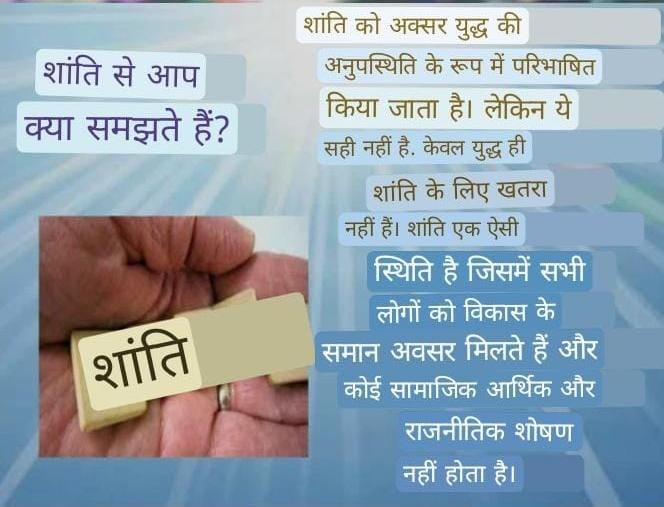 शांति से आप
क्या समझते हैं?
शांति को अक्सर युद्ध की
अनुपस्थिति के रूप में परिभाषित
किया जाता है। लेकिन ये
सही नहीं है. केवल युद्ध ही
शांति के लिए खतरा
नहीं हैं। शांति एक ऐसी
स्थिति है जिसमें सभी
लोगों को विकास के
समान अवसर मिलते हैं और
कोई सामाजिक आर्थिक और
राजनीतिक शोषण
नहीं होता है।
शांति